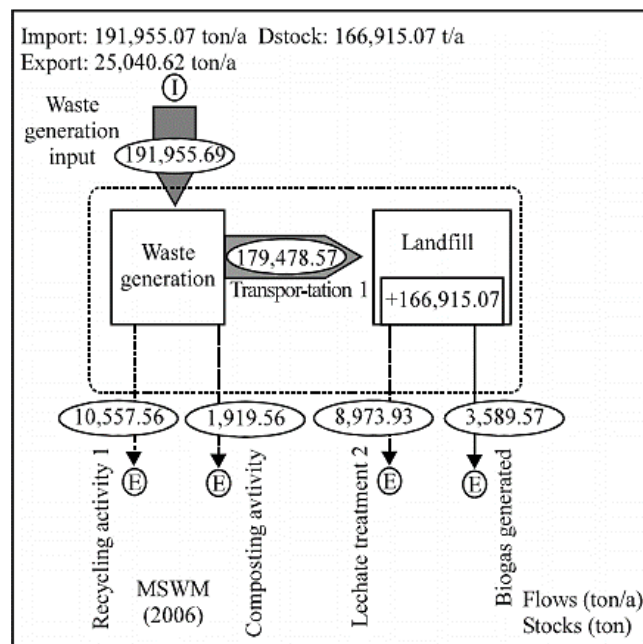 Import: 191,955.07 ton/a Dstock: 166,915.07 t/a
Export: 25,040.62 ton/a
I
Waste
generation
input
191,955.69
Waste
generation
179,478.57
Transpor-tation 1
Landfill
+166,915.07
10,557.56
1,919.56
8,973.93
3,589.57
E
E
E
E
Recycling activity 1
Composting avtivity
Lechate treatment 2
Biogas generated
MSWM
(2006)
Flows (ton/a)
Stocks (ton)